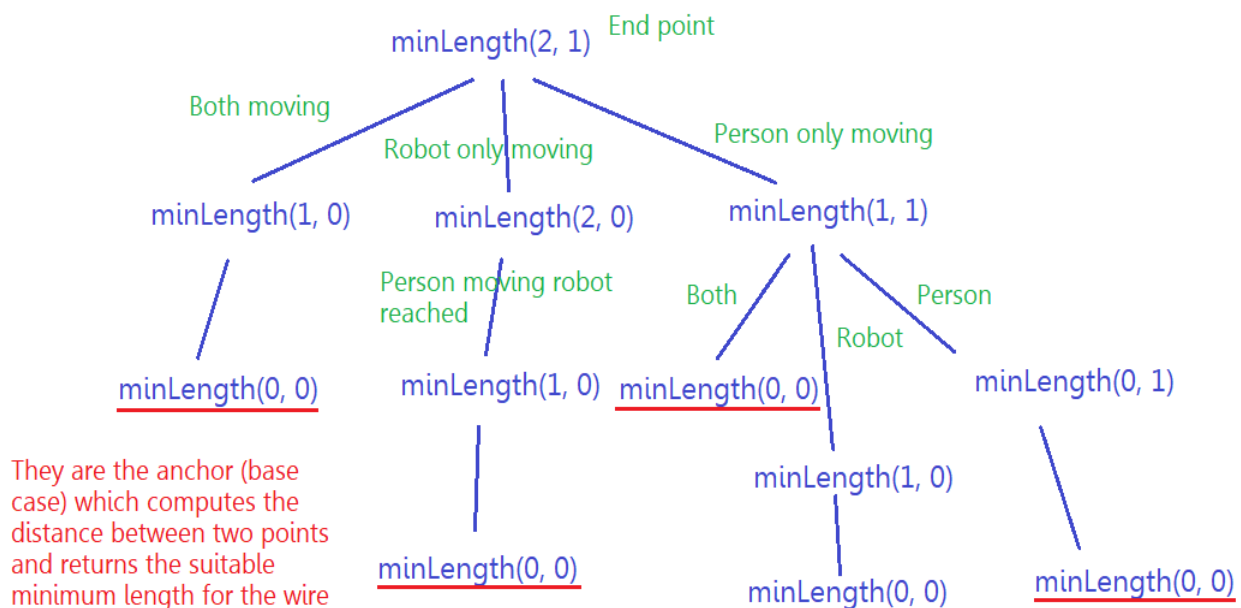 minLength(2, 1) End point
Both moving
Robot only moving
Person only moving
minLength(1, 0) minLength(2, 0) minLength(1, 1)
Person moving robot
reached
Both
Robot
Person
minLength(0, 0) minLength(1, 0) minLength(0, 0) minLength(0, 1)
They are the anchor (base
case) which computes the
distance between two points
and returns the suitable
minimum length for the wire
minLength(1, 0)
minLength(0, 0) minLength(0, 0) minLength(0, 0)